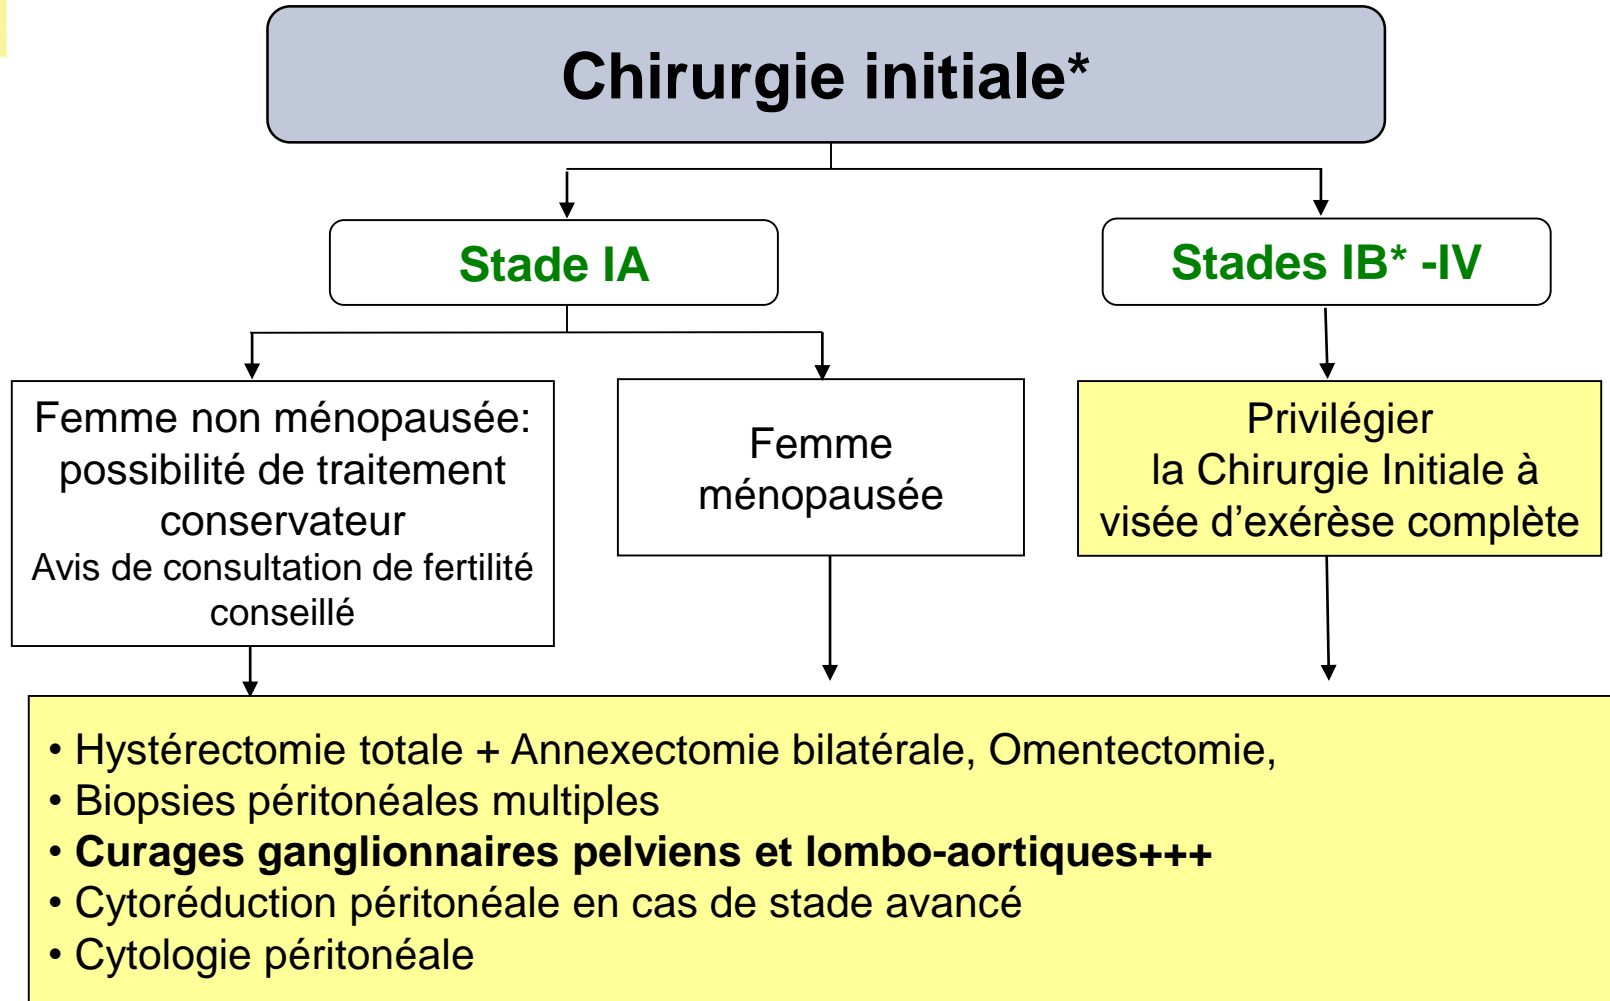 Chirurgie initiale*
Stade IA
Stades IB* -IV
Femme non ménopausée:
possibilité de traitement
conservateur
Avis de consultation de fertilité
conseillé
Femme
ménopausée
Privilégier
la Chirurgie Initiale à
visée d’exérèse complète
• Hystérectomie totale + Annexectomie bilatérale, Omentectomie,
• Biopsies péritonéales multiples
• Curages ganglionnaires pelviens et lombo-aortiques+++
• Cytoréduction péritonéale en cas de stade avancé
• Cytologie péritonéale